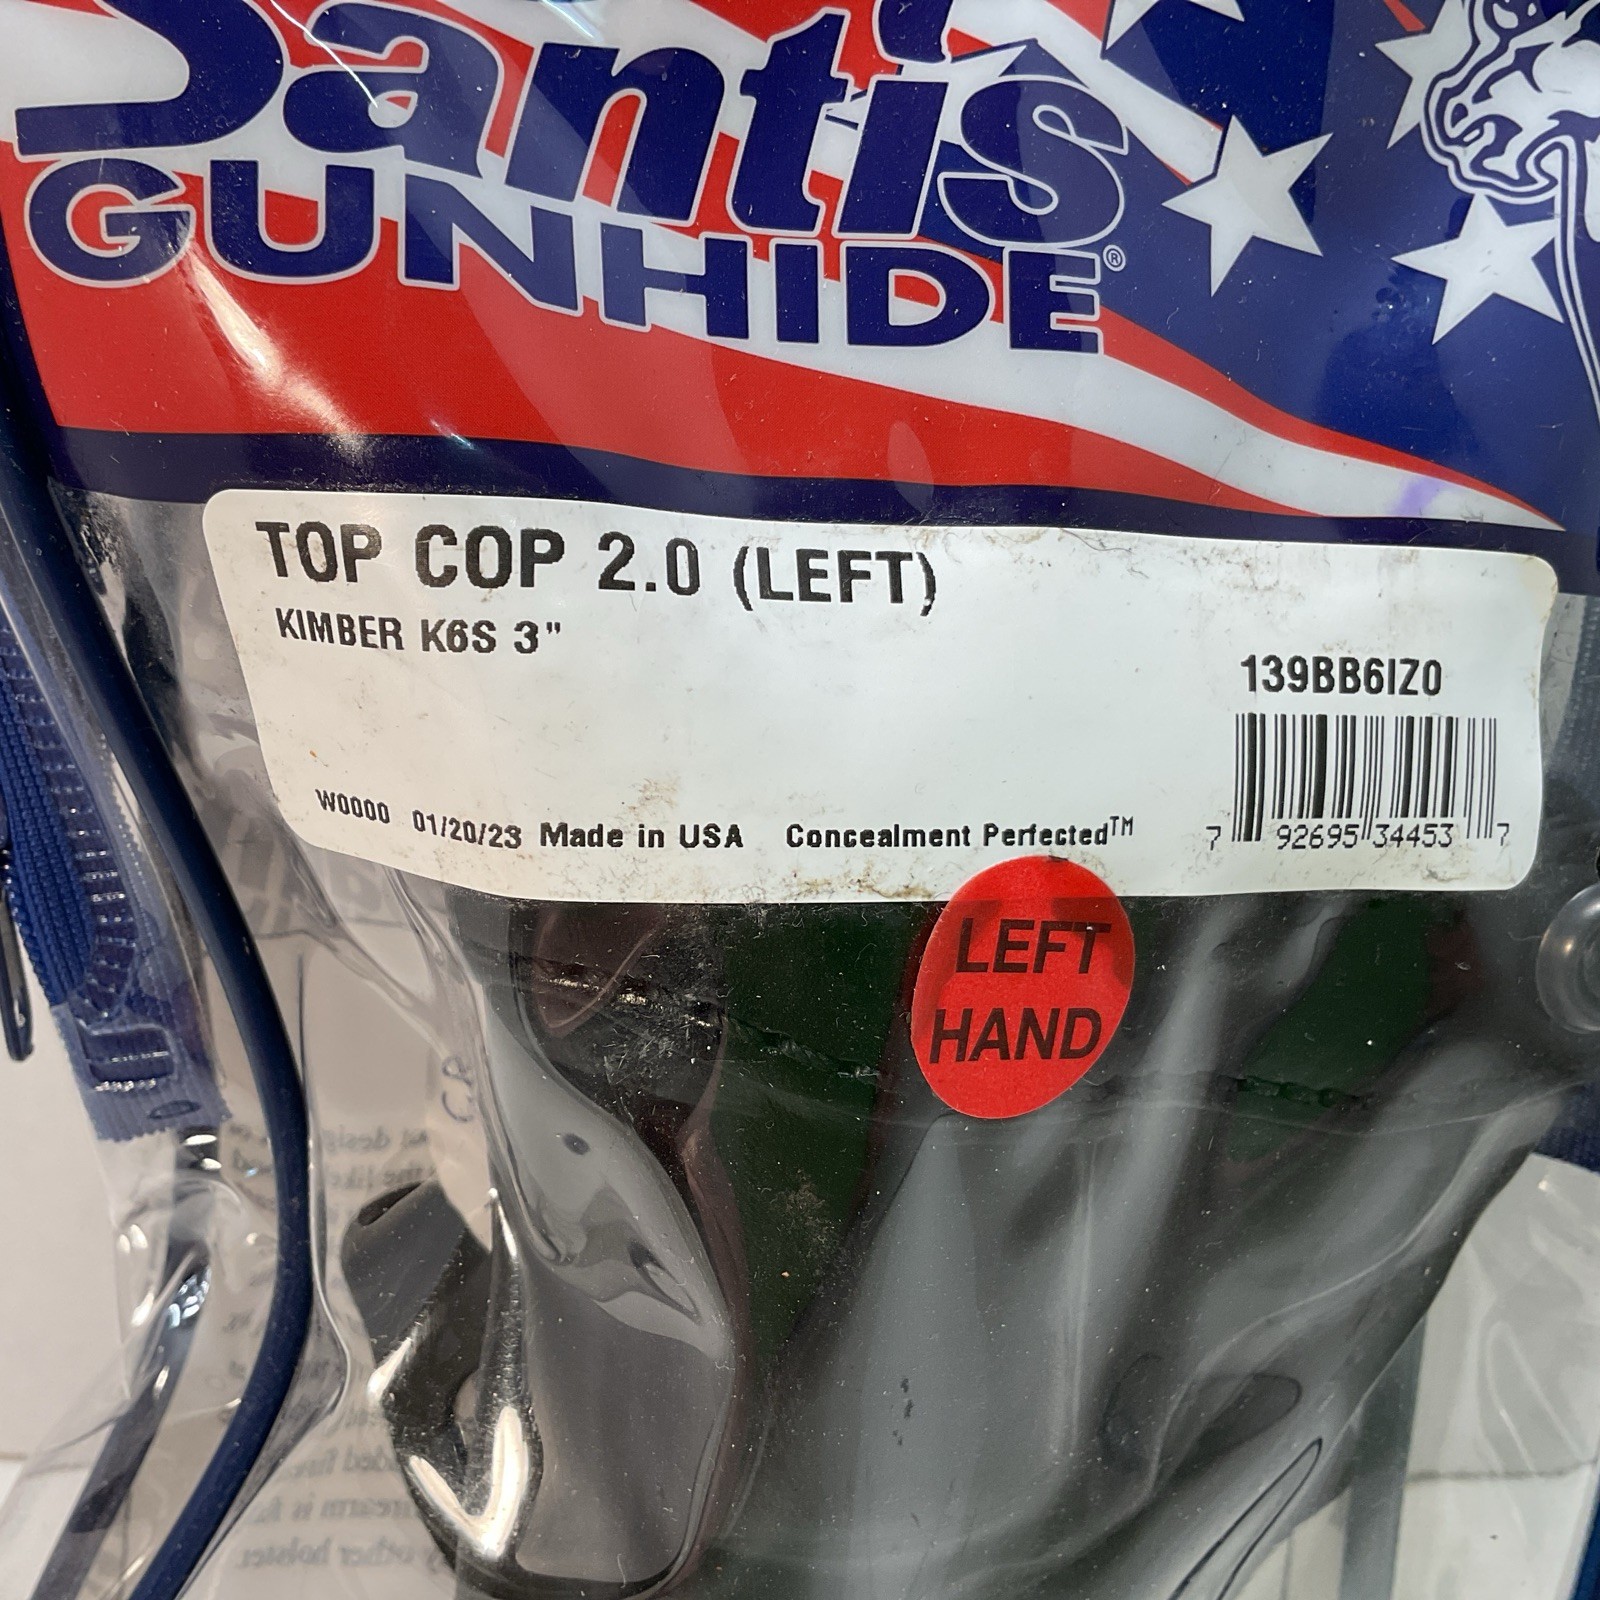 Santis
GUNHIDE®
TOP COP 2.0 (LEFT)
KIMBER K6S 3"
139BB6IZ0
W0000 01/20/23 Made in USA Concealment Perfected™
7 92695 34453 7
LEFT
HAND